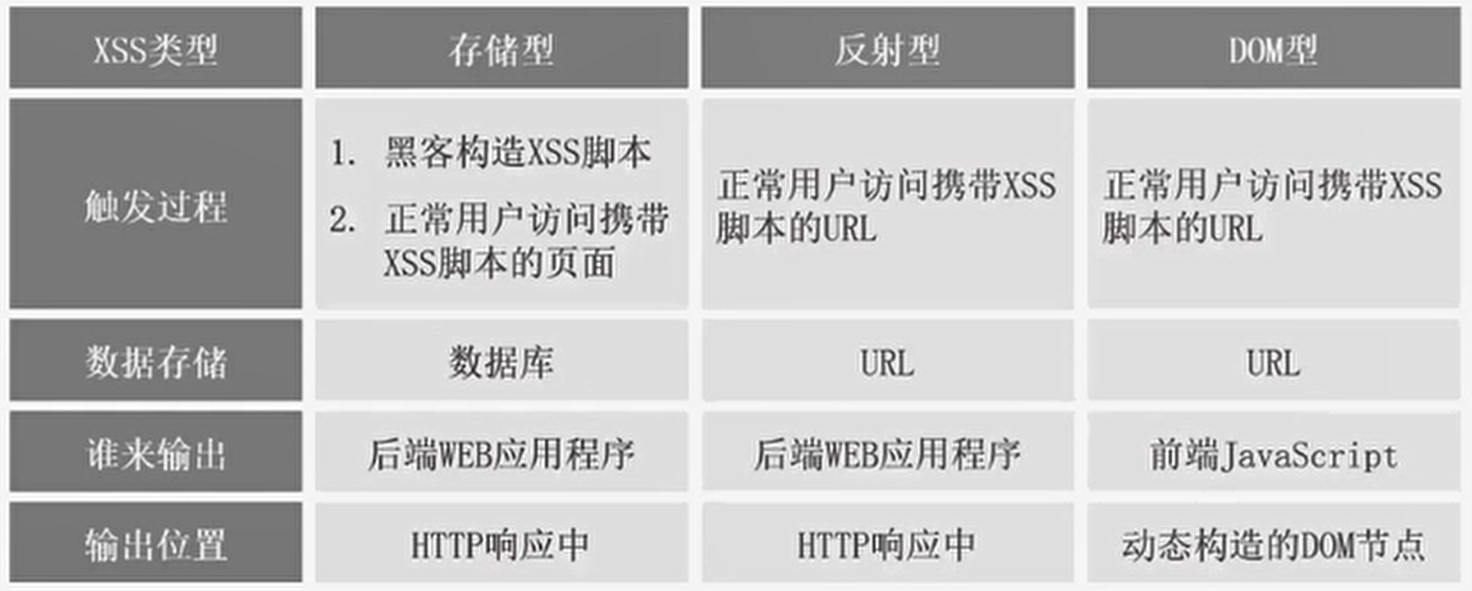 XSS类型 存储型 反射型 DOM型
触发过程
1. 黑客构造XSS脚本
2. 正常用户访问携带
XSS脚本的页面
正常用户访问携带XSS
脚本的URL
正常用户访问携带XSS
脚本的URL
数据存储 数据库 URL URL
谁来输出 后端WEB应用程序 后端WEB应用程序 前端JavaScript
输出位置 HTTP响应中 HTTP响应中 动态构造的DOM节点